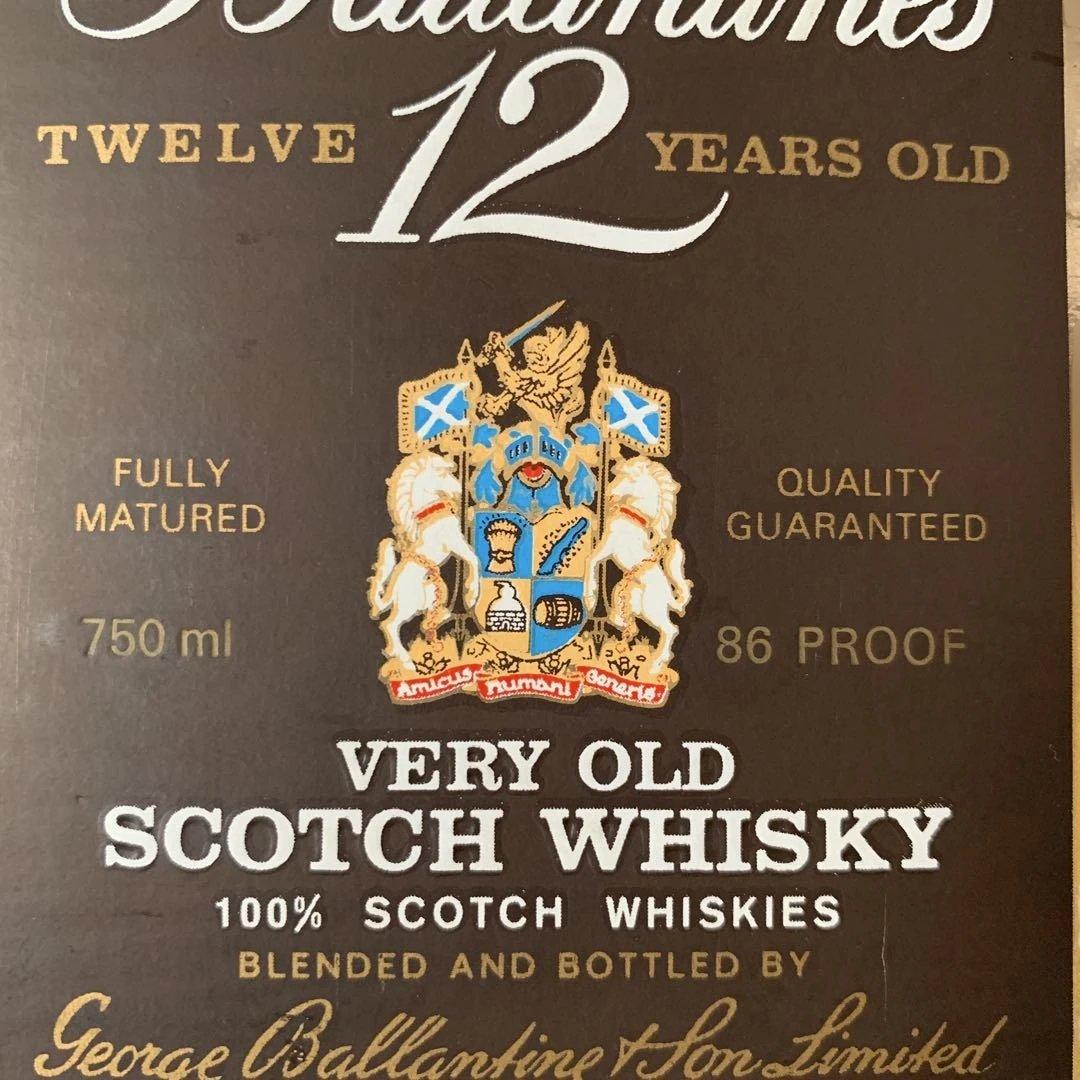 Ballantine's
TWELVE 12 YEARS OLD
FULLY
MATURED
QUALITY
GUARANTEED
750 ml
86 PROOF
Amicus Humani Generis.
VERY OLD
SCOTCH WHISKY
100% SCOTCH WHISKIES
BLENDED AND BOTTLED BY
George Ballantine & Son Limited